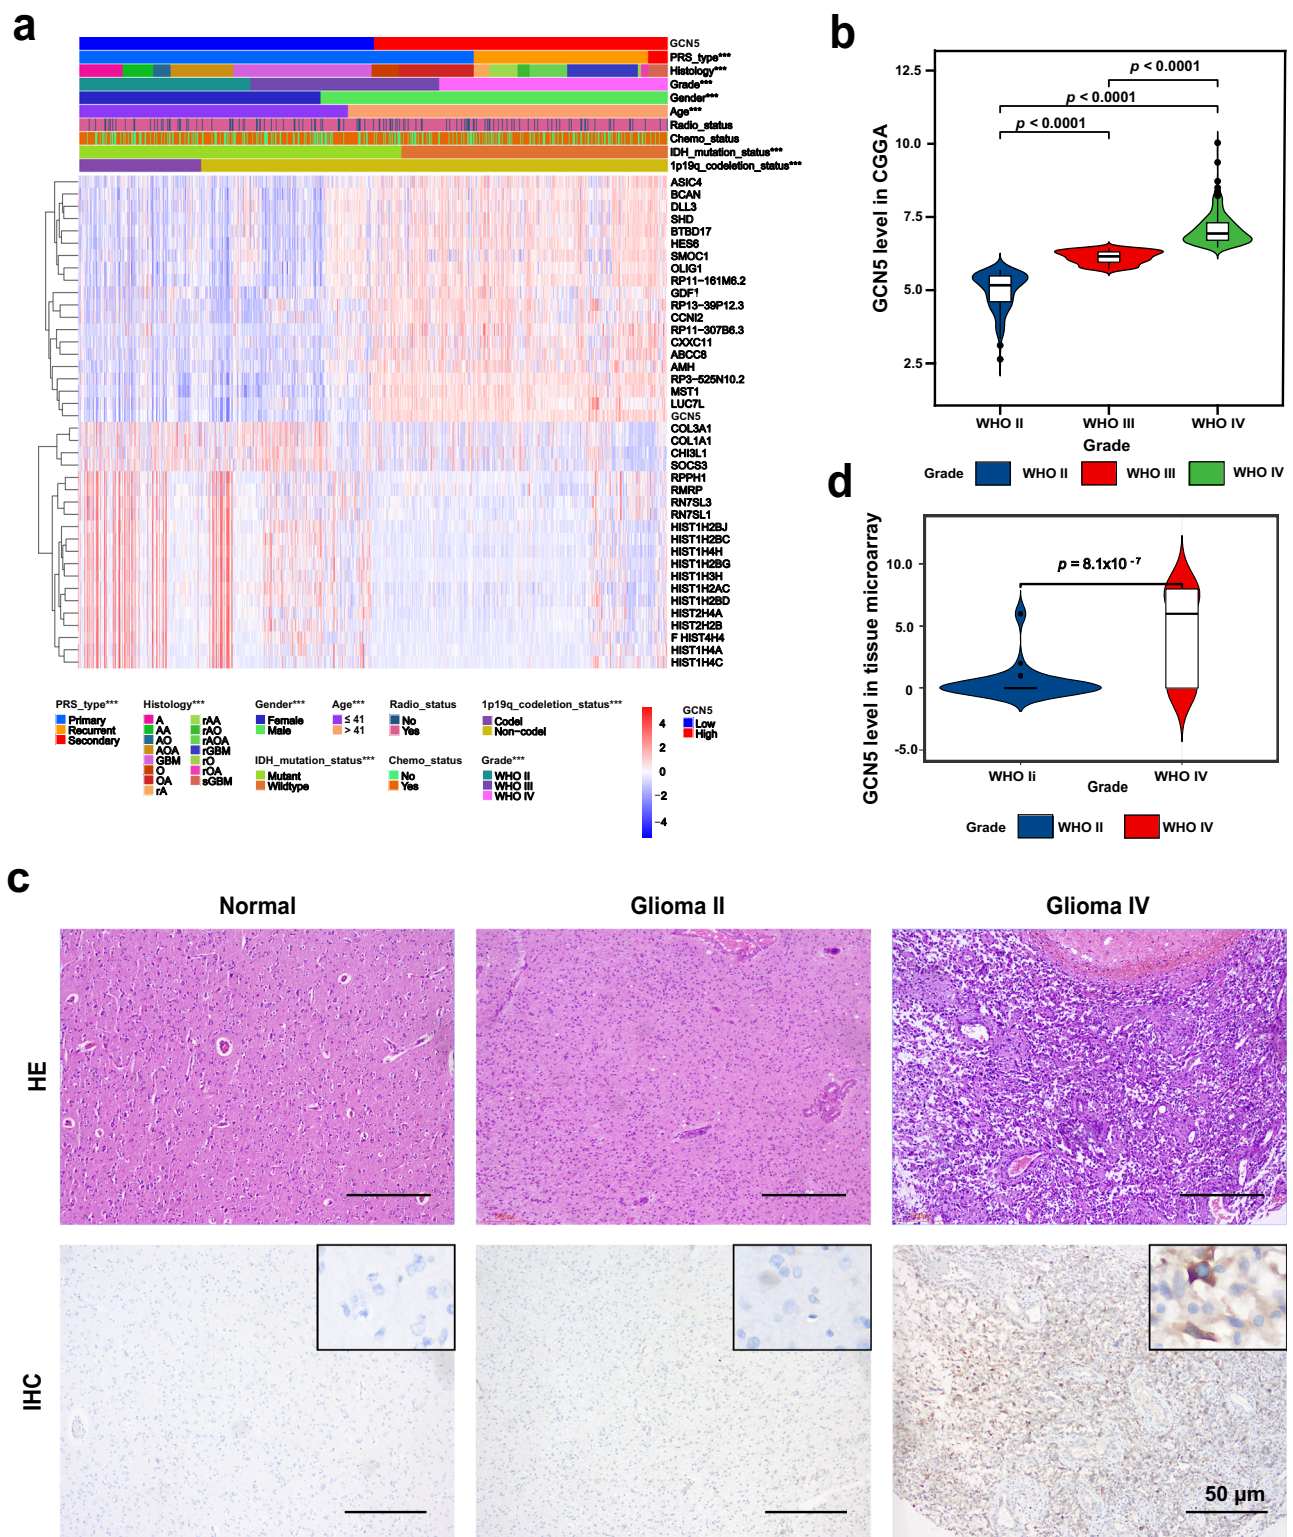 a
GCN5
PRS_type***
Histology***
Grade***
Gender***
Age***
Radio_status
Chemo_status
IDH_mutation_status***
1p19q_codeletion_status***
ASIC4
BCAN
DLL3
SHD
BTBD17
HES6
SMOC1
OLIG1
RP11-161M6.2
GDF1
RP13-39P12.3
CCNI2
RP11-307B6.3
CXXC11
ABCC8
AMH
RP3-525N10.2
MST1
LUC7L
GCN5
COL3A1
COL1A1
CHI3L1
SOCS3
RPPH1
RMRP
RN7SL3
RN7SL1
HIST1H2BJ
HIST1H2BC
HIST1H4H
HIST1H2BG
HIST1H3H
HIST1H2AC
HIST1H2BD
HIST2H4A
HIST2H2B
F HIST4H4
HIST1H4A
HIST1H4C
PRS_type***
Primary
Recurrent
Secondary
Histology***
A
AA
AO
AOA
GBM
O
OA
rA
rAA
rAO
rAOA
rGBM
rO
rOA
sGBM
Gender***
Female
Male
Age***
≤ 41
> 41
Radio_status
No
Yes
1p19q_codeletion_status***
Codel
Non-codel
IDH_mutation_status***
Mutant
Wildtype
Chemo_status
No
Yes
Grade***
WHO II
WHO III
WHO IV
4
2
0
−2
−4
GCN5
Low
High
b
GCN5 level in CGGA
12.5
10.0
7.5
5.0
2.5
p < 0.0001
p < 0.0001
p < 0.0001
WHO II WHO III WHO IV
Grade
Grade WHO II WHO III WHO IV
d
GCN5 level in tissue microarray
10.0
5.0
0
-5.0
p = 8.1x10 -7
WHO Ii WHO IV
Grade
Grade WHO II WHO IV
c
Normal Glioma II Glioma IV
HE
IHC
50 µm